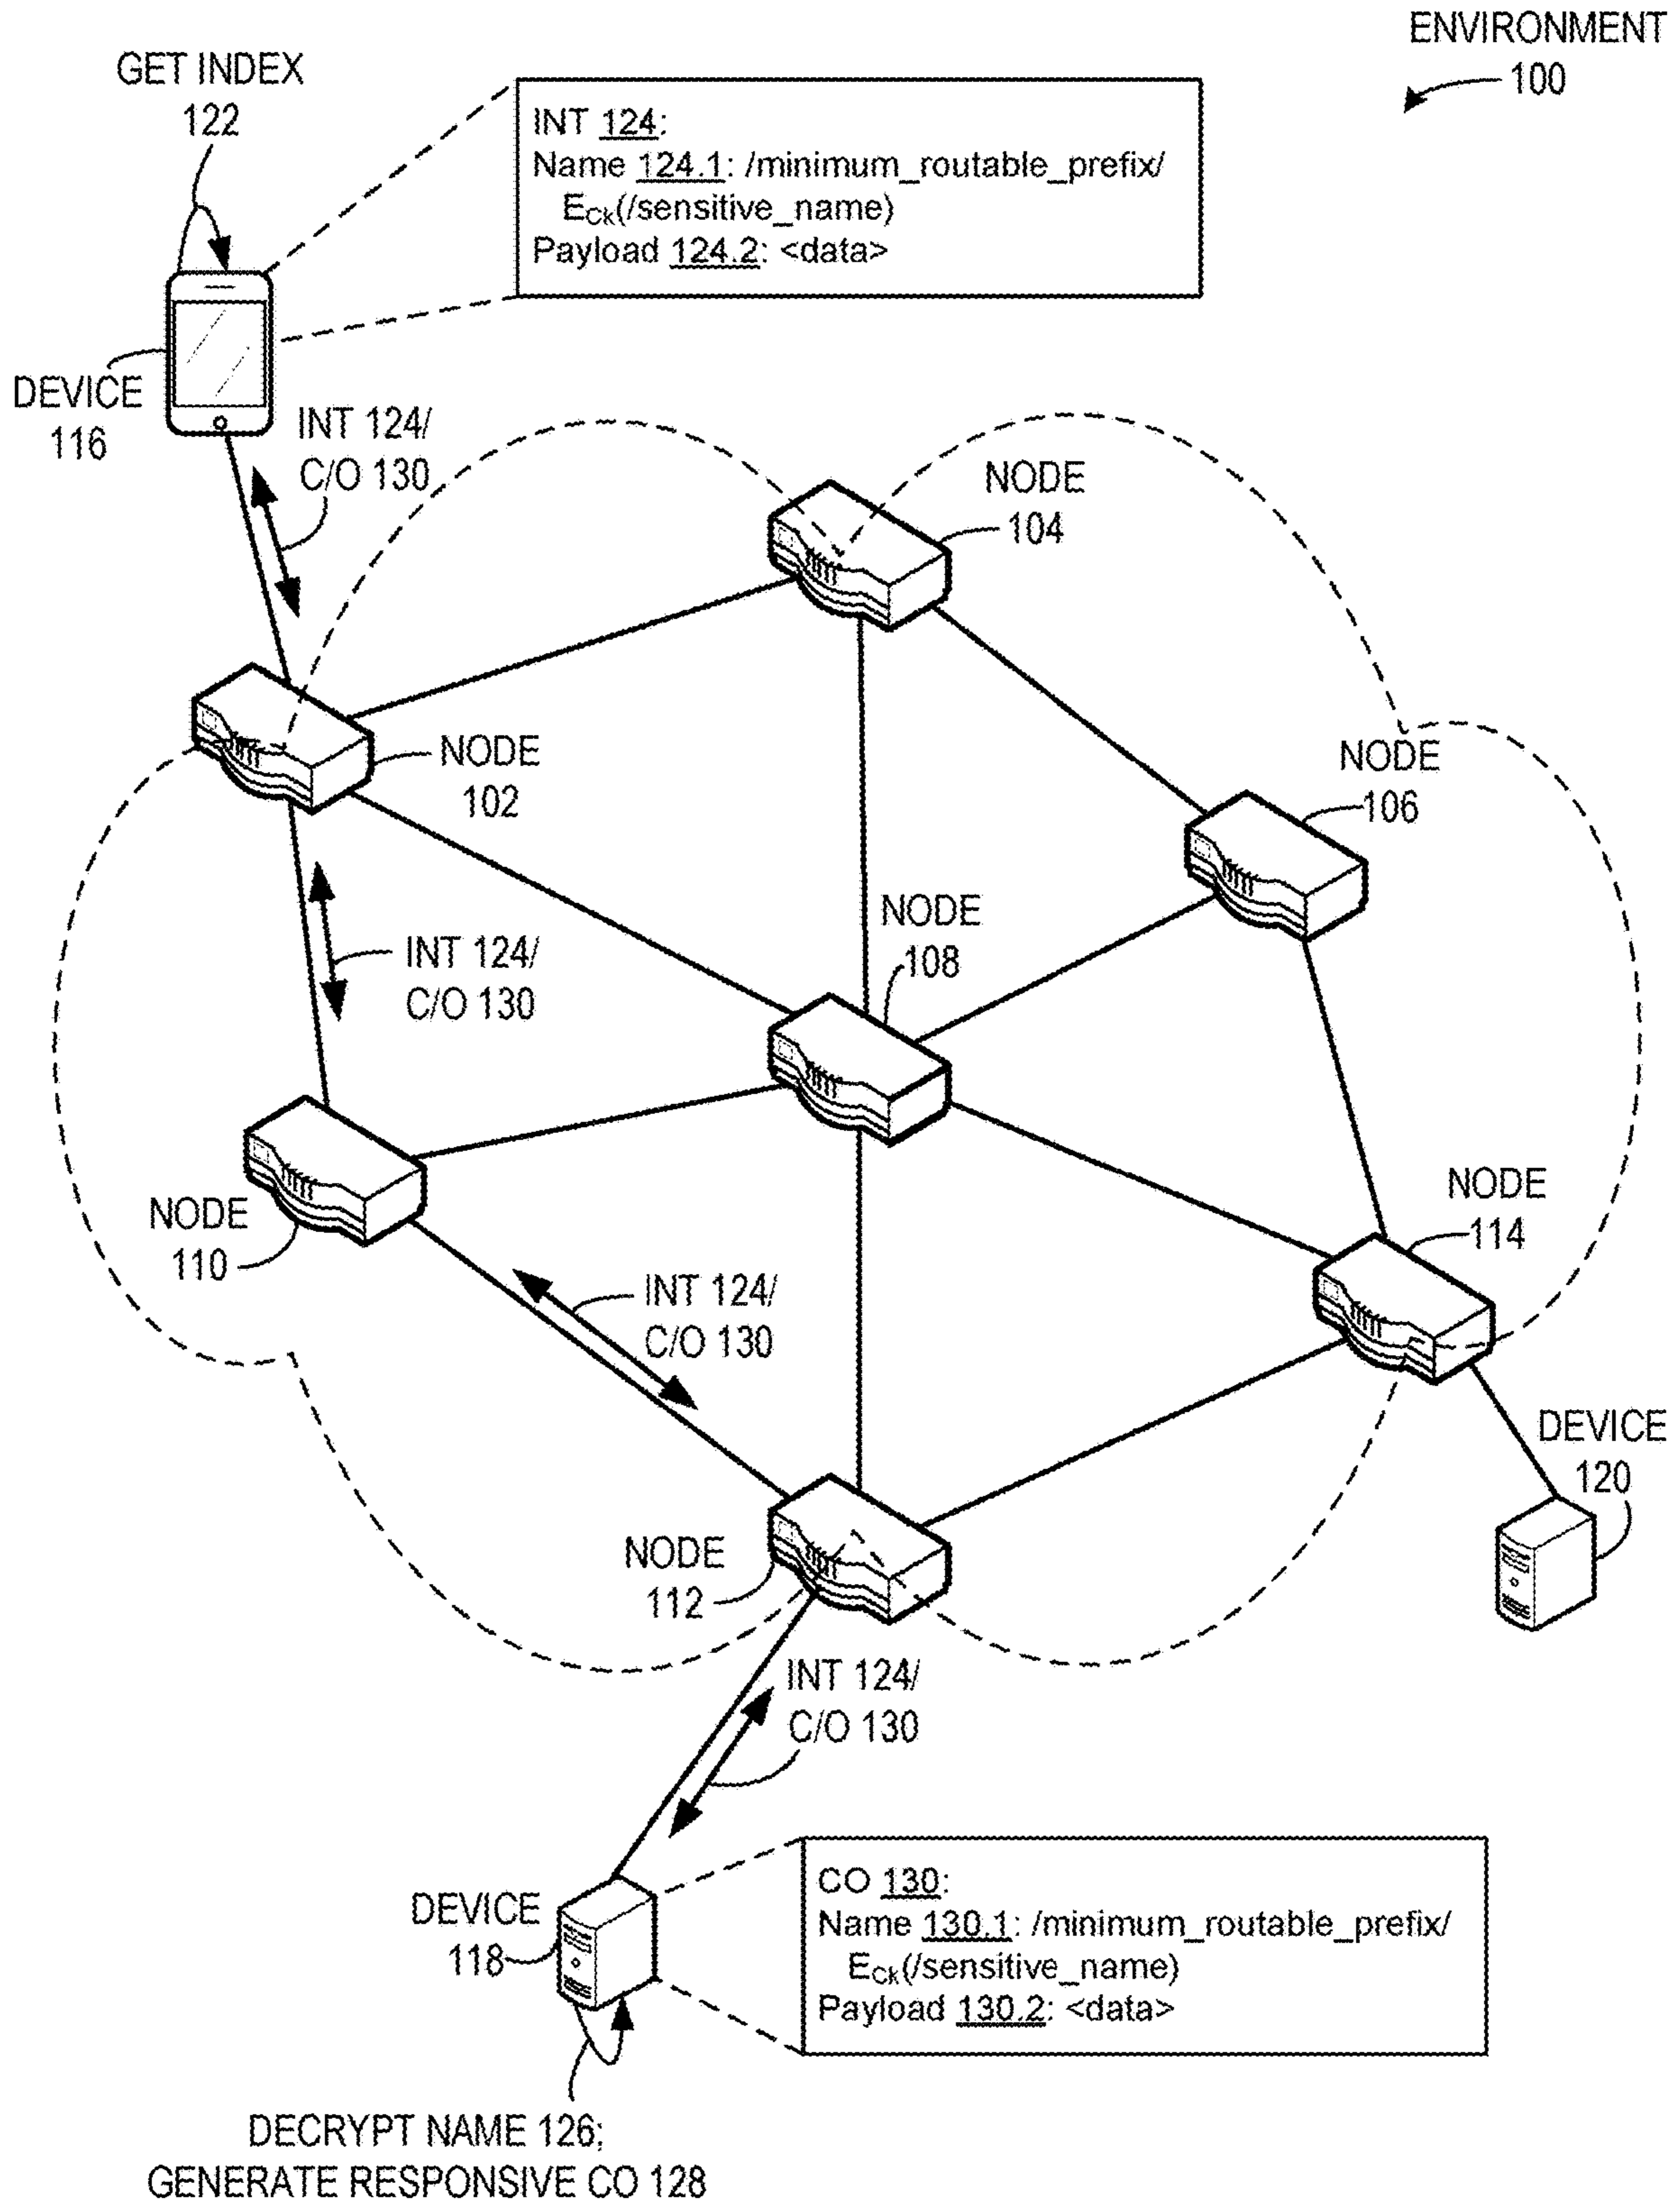 ENVIRONMENT
100
GET INDEX
122
INT 124:
Name 124.1: /minimum_routable_prefix/
ECk(/sensitive_name)
Payload 124.2: <data>
DEVICE
116
INT 124/
C/O 130
NODE
104
NODE
102
NODE
106
NODE
108
INT 124/
C/O 130
NODE
110
NODE
114
INT 124/
C/O 130
DEVICE
120
NODE
112
INT 124/
C/O 130
DEVICE
118
CO 130:
Name 130.1: /minimum_routable_prefix/
ECk(/sensitive_name)
Payload 130.2: <data>
DECRYPT NAME 126;
GENERATE RESPONSIVE CO 128